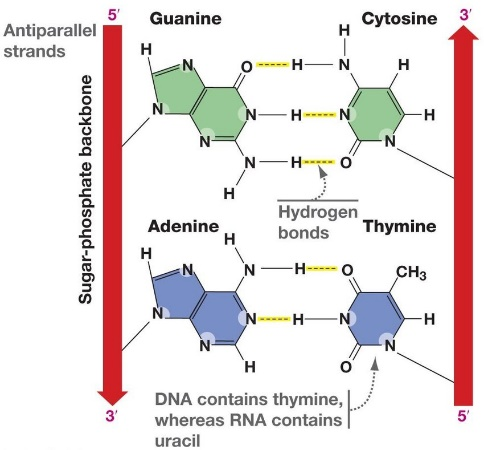 5′
Guanine
Cytosine
3′
Antiparallel
strands
Sugar-phosphate backbone
H
N
O
H
N
H
H
N
N
H
N
N
H
N
N
H
O
N
H
Hydrogen
bonds
Adenine
Thymine
H
N
H
N
H
O
CH₃
N
N
H
N
H
N
H
O
N
3′
5′
DNA contains thymine,
whereas RNA contains
uracil